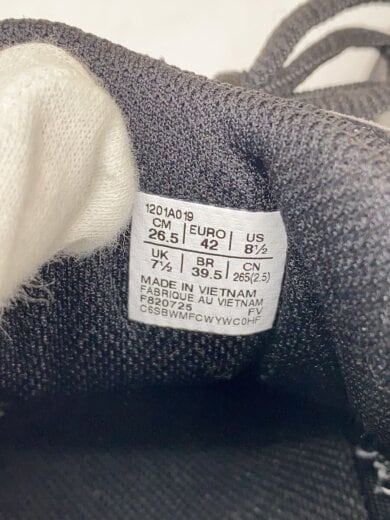 1201A019
CM EURO US
26.5 42 8½
UK BR CN
7½ 39.5 265(2.5)
MADE IN VIETNAM
FABRIQUE AU VIETNAM
F820725 FV
C6SBWMFCWYWC0HF